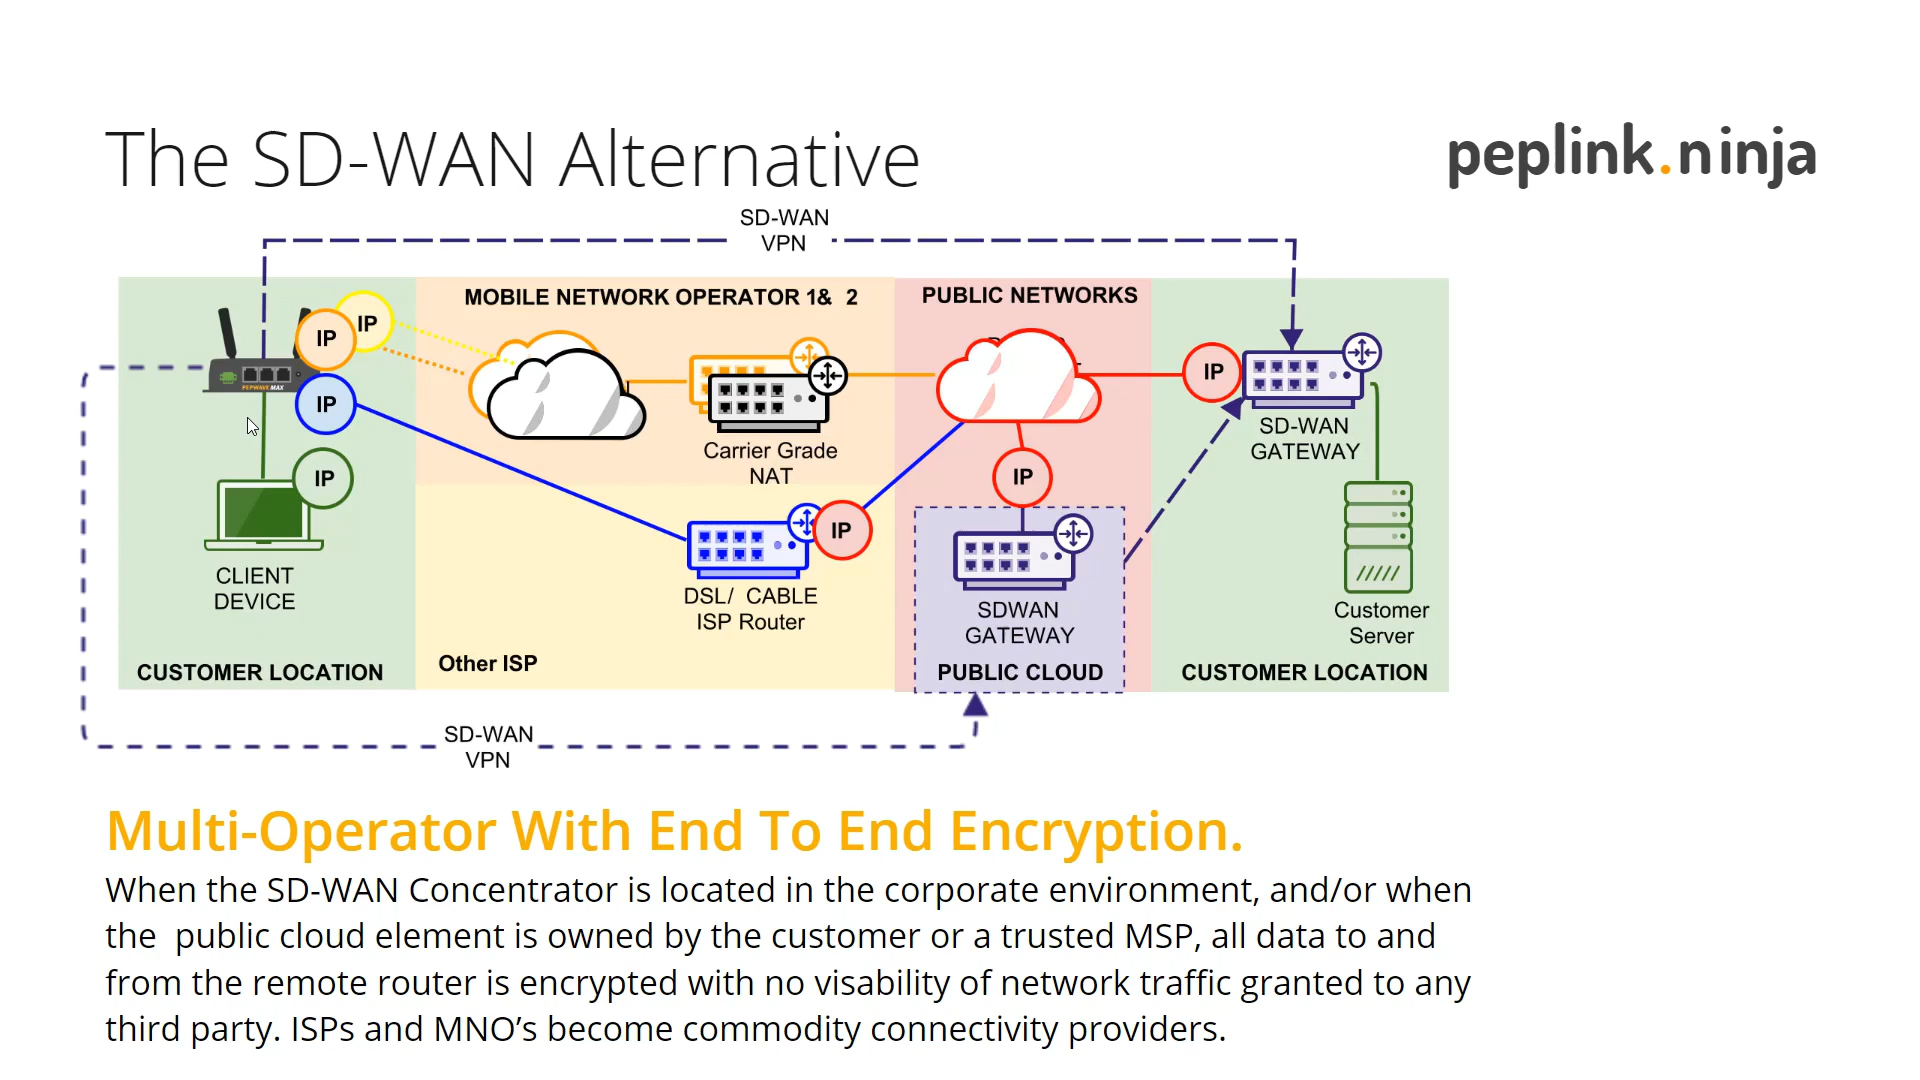 The SD-WAN Alternative
peplink.ninja
SD-WAN
VPN
MOBILE NETWORK OPERATOR 1& 2
PUBLIC NETWORKS
IP
IP
IP
IP
IP
IP
IP
PEPWAVE MAX
Carrier Grade
NAT
SD-WAN
GATEWAY
CLIENT
DEVICE
DSL/ CABLE
ISP Router
SDWAN
GATEWAY
Customer
Server
Other ISP
CUSTOMER LOCATION
PUBLIC CLOUD
CUSTOMER LOCATION
SD-WAN
VPN
Multi-Operator With End To End Encryption.
When the SD-WAN Concentrator is located in the corporate environment, and/or when
the public cloud element is owned by the customer or a trusted MSP, all data to and
from the remote router is encrypted with no visability of network traffic granted to any
third party. ISPs and MNO’s become commodity connectivity providers.